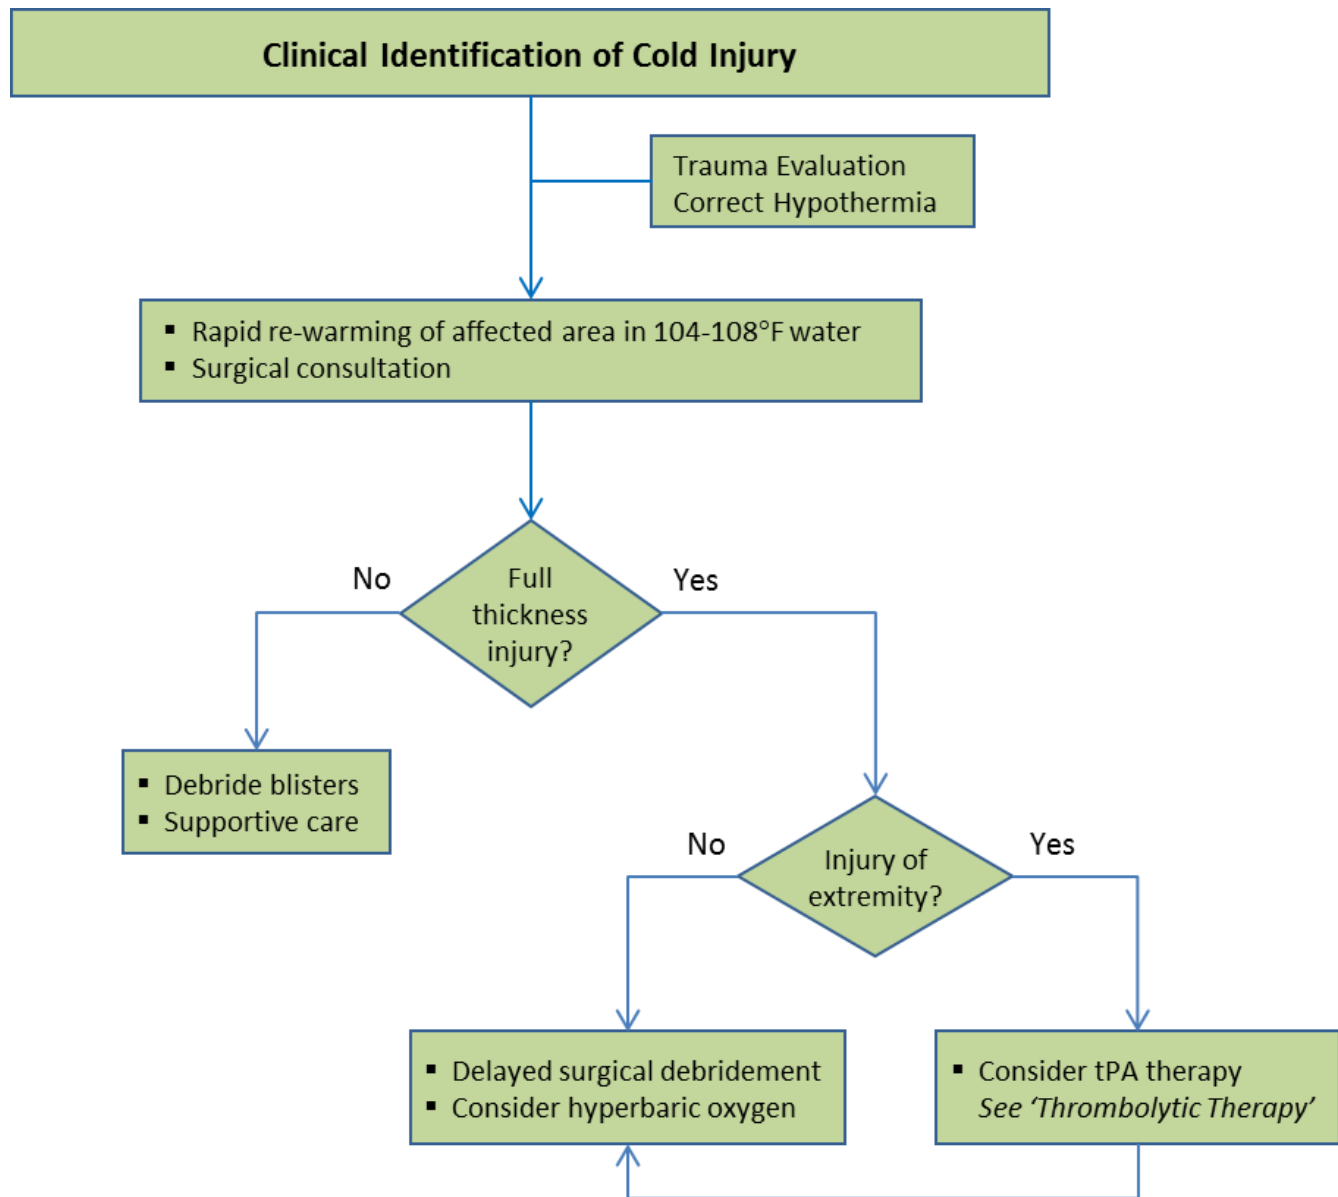 Clinical Identification of Cold Injury
Trauma Evaluation
Correct Hypothermia
▪ Rapid re-warming of affected area in 104-108°F water
▪ Surgical consultation
No
Full
thickness
injury?
Yes
▪ Debride blisters
▪ Supportive care
No
Injury of
extremity?
Yes
▪ Delayed surgical debridement
▪ Consider hyperbaric oxygen
▪ Consider tPA therapy
See ‘Thrombolytic Therapy’